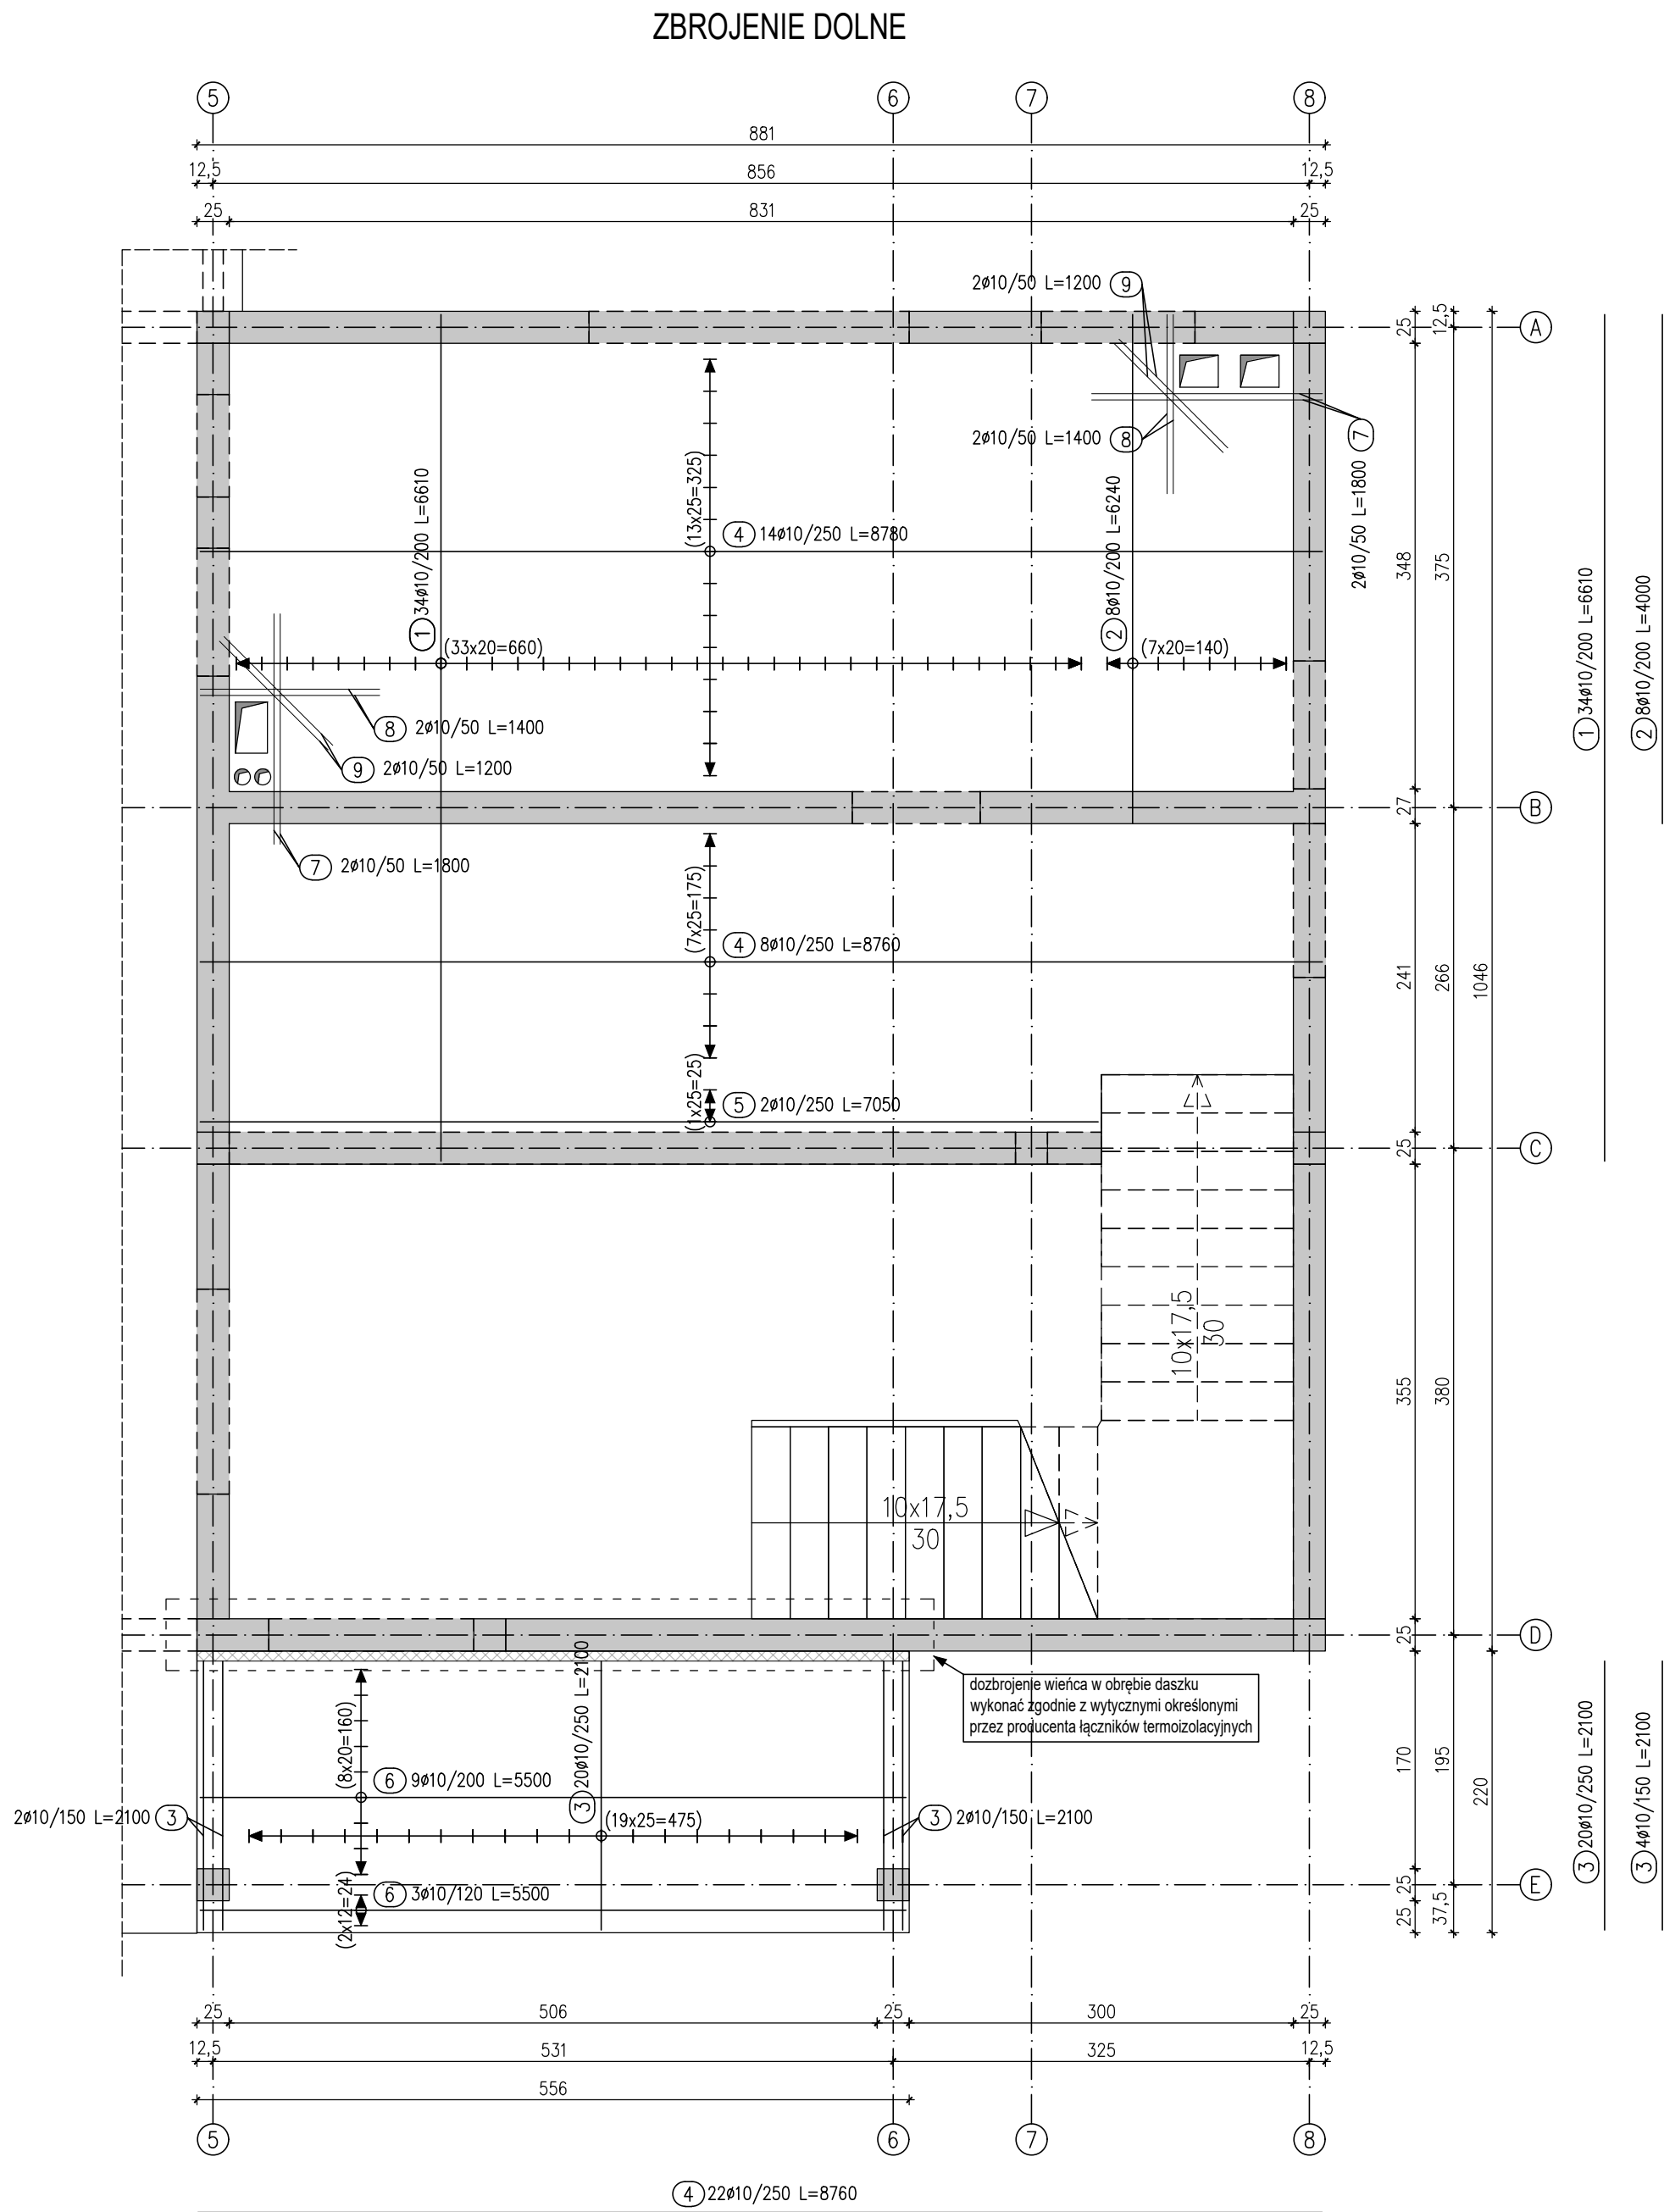 ZBROJENIE DOLNE
5 6 7 8
881
12,5 856 12,5
25 831 25
2ø10/50 L=1200 9
2ø10/50 L=1400 8
7 2ø10/50 L=1800
A
25 12,5
(13x25=325)
4 14ø10/250 L=8780
1 34ø10/200 L=6610
(33x20=660)
2 8ø10/200 L=6240
(7x20=140)
348 375
1 34ø10/200 L=6610
2 8ø10/200 L=4000
8 2ø10/50 L=1400
9 2ø10/50 L=1200
27
B
7 2ø10/50 L=1800
(7x25=175)
4 8ø10/250 L=8760
241 266 1046
(1x25=25)
5 2ø10/250 L=7050
25
C
10x17,5
30
355 380
10x17,5
30
25
D
dozbrojenie wieńca w obrębie daszku
wykonać zgodnie z wytycznymi określonymi
przez producenta łączników termoizolacyjnych
(8x20=160)
6 9ø10/200 L=5500
3 20ø10/250 L=2100
(19x25=475)
2ø10/150 L=2100 3
3 2ø10/150 L=2100
170 195 220
3 20ø10/250 L=2100
3 4ø10/150 L=2100
(2x12=24)
6 3ø10/120 L=5500
25
E
25 37,5
25 506 25 300 25
12,5 531 325 12,5
556
5 6 7 8
4 22ø10/250 L=8760